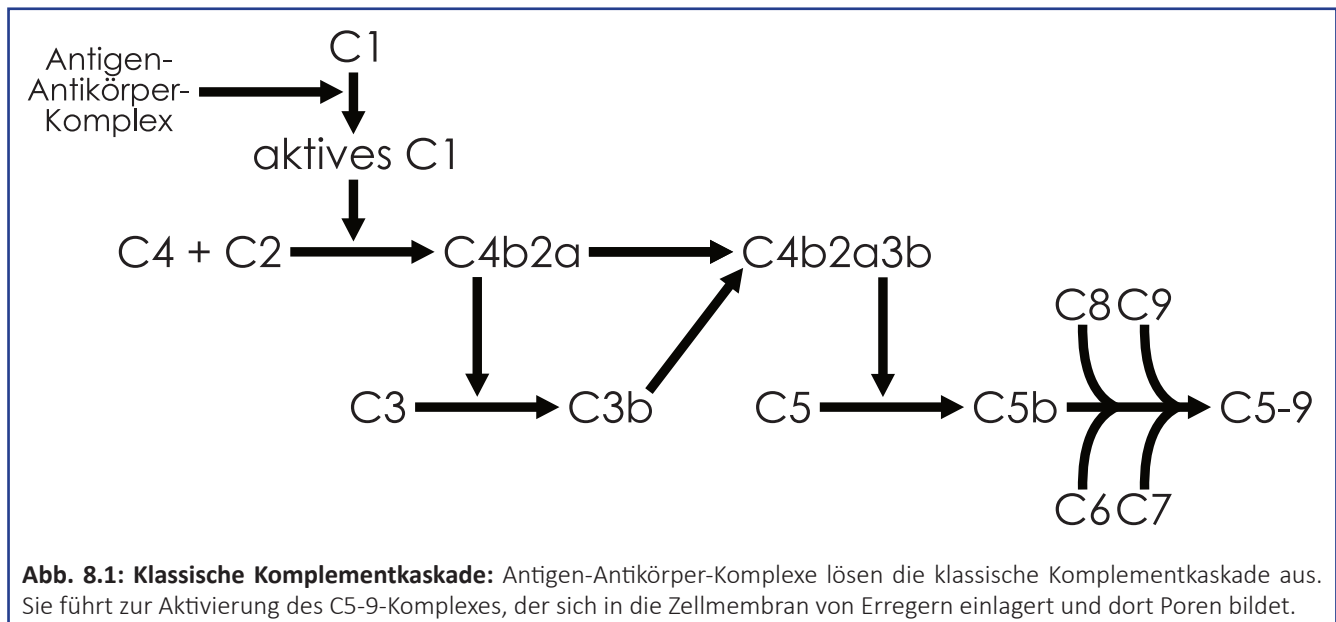 C1
Antigen-
Antikörper-
Komplex
aktives C1
C4 + C2
C4b2a
C4b2a3b
C8 C9
C3
C3b
C5
C5b
C5-9
C6 C7
Abb. 8.1: Klassische Komplementkaskade: Antigen-Antikörper-Komplexe lösen die klassische Komplementkaskade aus.
Sie führt zur Aktivierung des C5-9-Komplexes, der sich in die Zellmembran von Erregern einlagert und dort Poren bildet.